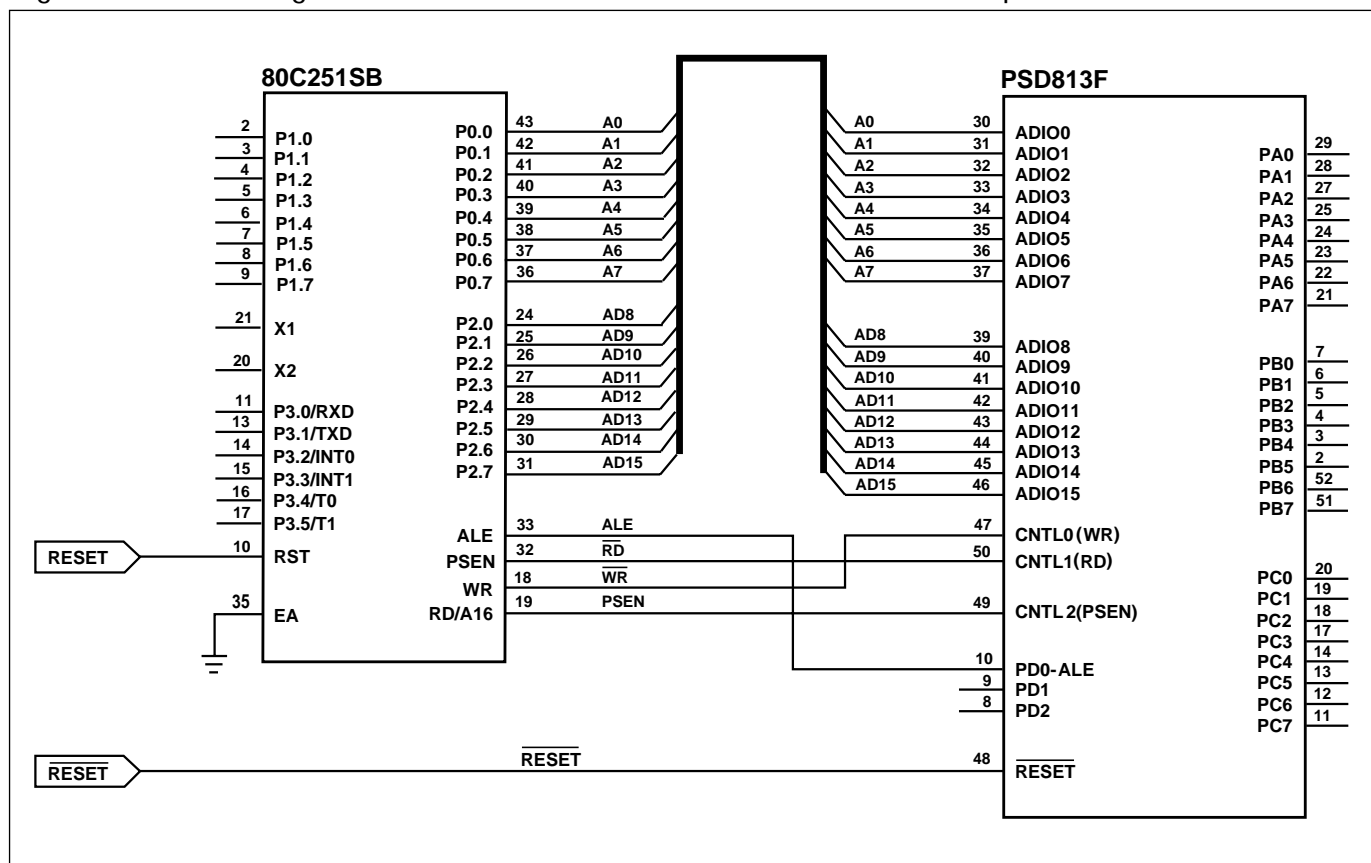 80C251SB
2 P1.0
3 P1.1
4 P1.2
5 P1.3
6 P1.4
7 P1.5
8 P1.6
9 P1.7
21 X1
20 X2
11 P3.0/RXD
13 P3.1/TXD
14 P3.2/INT0
15 P3.3/INT1
16 P3.4/T0
17 P3.5/T1
RESET 10 RST
35 EA
P0.0 43 A0
P0.1 42 A1
P0.2 41 A2
P0.3 40 A3
P0.4 39 A4
P0.5 38 A5
P0.6 37 A6
P0.7 36 A7
P2.0 24 AD8
P2.1 25 AD9
P2.2 26 AD10
P2.3 27 AD11
P2.4 28 AD12
P2.5 29 AD13
P2.6 30 AD14
P2.7 31 AD15
ALE 33 ALE
PSEN 32 RD
WR 18 WR
RD/A16 19 PSEN
PSD813F
A0 30 ADIO0
A1 31 ADIO1
A2 32 ADIO2
A3 33 ADIO3
A4 34 ADIO4
A5 35 ADIO5
A6 36 ADIO6
A7 37 ADIO7
AD8 39 ADIO8
AD9 40 ADIO9
AD10 41 ADIO10
AD11 42 ADIO11
AD12 43 ADIO12
AD13 44 ADIO13
AD14 45 ADIO14
AD15 46 ADIO15
47 CNTL0(WR)
50 CNTL1(RD)
49 CNTL2(PSEN)
10 PD0-ALE
9 PD1
8 PD2
RESET RESET 48 RESET
PA0 29
PA1 28
PA2 27
PA3 25
PA4 24
PA5 23
PA6 22
PA7 21
PB0 7
PB1 6
PB2 5
PB3 4
PB4 3
PB5 2
PB6 52
PB7 51
PC0 20
PC1 19
PC2 18
PC3 17
PC4 14
PC5 13
PC6 12
PC7 11